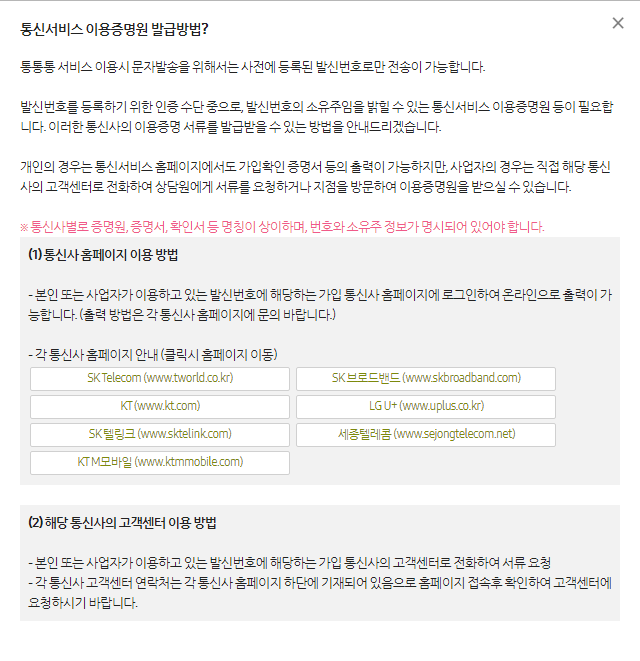 통신서비스 이용증명원 발급방법?
통통통 서비스 이용시 문자발송을 위해서는 사전에 등록된 발신번호로만 전송이 가능합니다.
발신번호를 등록하기 위한 인증 수단 중으로, 발신번호의 소유주임을 밝힐 수 있는 통신서비스 이용증명원 등이 필요합
니다. 이러한 통신사의 이용증명 서류를 발급받을 수 있는 방법을 안내드리겠습니다.
개인의 경우는 통신서비스 홈페이지에서도 가입확인 증명서 등의 출력이 가능하지만, 사업자의 경우는 직접 해당 통신
사의 고객센터로 전화하여 상담원에게 서류를 요청하거나 지점을 방문하여 이용증명원을 받으실 수 있습니다.
※ 통신사별로 증명원, 증명서, 확인서 등 명칭이 상이하며, 번호와 소유주 정보가 명시되어 있어야 합니다.
(1) 통신사 홈페이지 이용 방법
- 본인 또는 사업자가 이용하고 있는 발신번호에 해당하는 가입 통신사 홈페이지에 로그인하여 온라인으로 출력이 가
능합니다. (출력 방법은 각 통신사 홈페이지에 문의 바랍니다.)
- 각 통신사 홈페이지 안내 (클릭시 홈페이지 이동)
SK Telecom (www.tworld.co.kr)
SK 브로드밴드 (www.skbroadband.com)
KT (www.kt.com)
LG U+ (www.uplus.co.kr)
SK 텔링크 (www.sktelink.com)
세종텔레콤 (www.sejongtelecom.net)
KT M모바일 (www.ktmmobile.com)
(2) 해당 통신사의 고객센터 이용 방법
- 본인 또는 사업자가 이용하고 있는 발신번호에 해당하는 가입 통신사의 고객센터로 전화하여 서류 요청
- 각 통신사 고객센터 연락처는 각 통신사 홈페이지 하단에 기재되어 있음으로 홈페이지 접속후 확인하여 고객센터에
요청하시기 바랍니다.